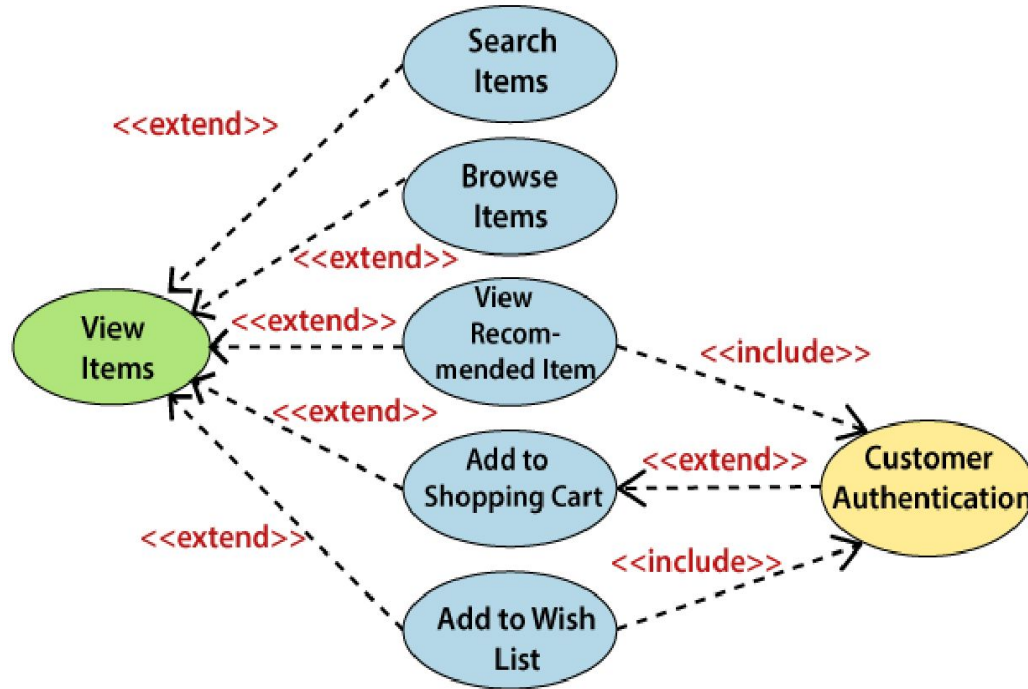 Search
Items
<<extend>>
Browse
Items
<<extend>>
View
Recom-
mended Item
<<extend>>
View
Items
<<include>>
<<extend>>
Add to
Shopping Cart
<<extend>>
Customer
Authentication
<<extend>>
<<include>>
Add to Wish
List